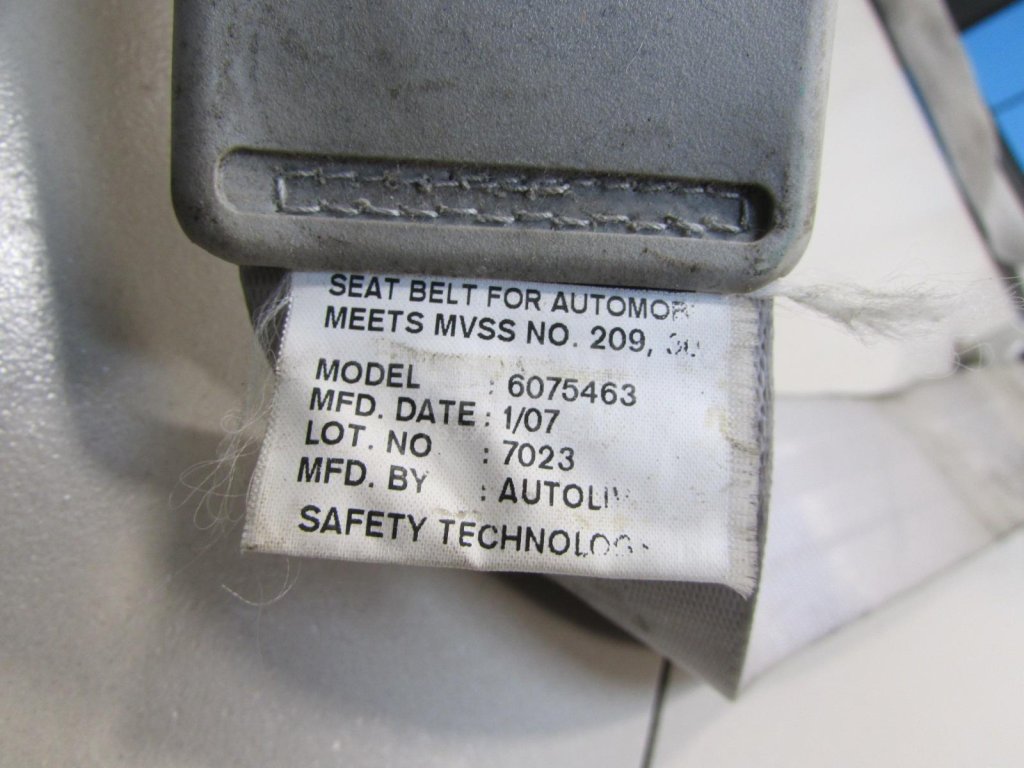 SEAT BELT FOR
MEETS MVSS NO. 209,
MODEL : 6075463
MFD. DATE : 1/07
LOT. NO : 7023
MFD. BY :
SAFETY